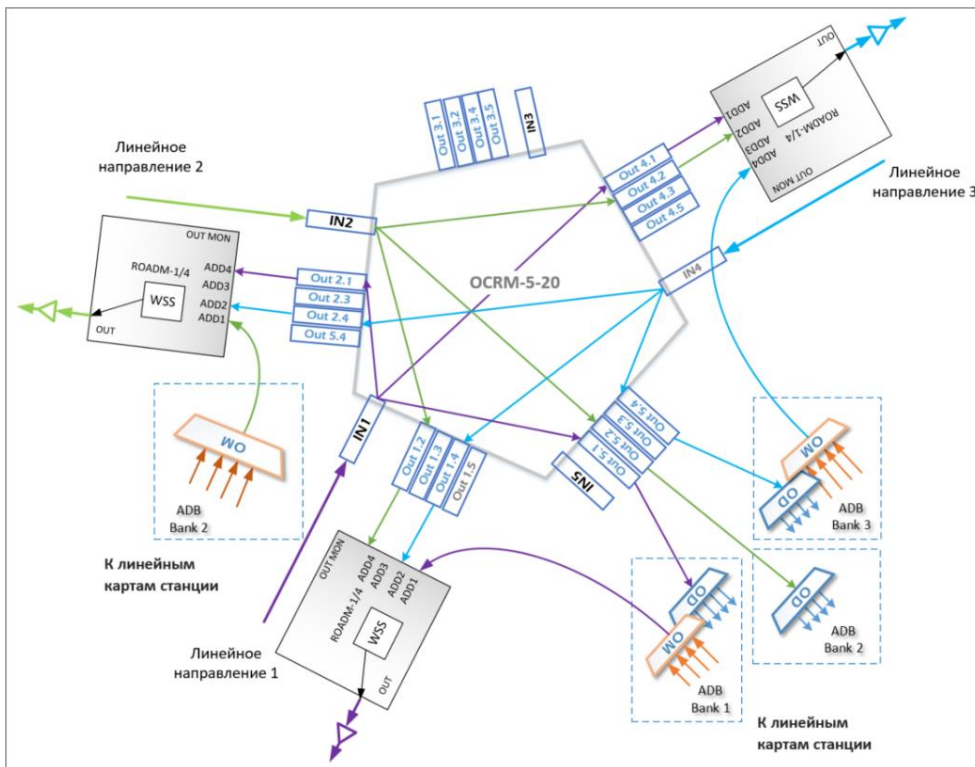 Out 3.1
Out 3.2
Out 3.4
Out 3.5
IN3
OUT
WSS
ROADM-1/4
ADD1
ADD2
ADD3
ADD4
OUT MON
Линейное
направление 2
Out 4.1
Out 4.2
Out 4.3
Out 4.5
Линейное
направление 3
IN2
OUT MON
ROADM-1/4
ADD4
ADD3
ADD2
ADD1
WSS
OUT
Out 2.1
Out 2.3
Out 2.4
Out 5.4
OCRM-5-20
IN4
IN1
Out 1.2
Out 1.3
Out 1.4
Out 1.5
Out 5.4
Out 5.3
Out 5.2
Out 5.1
IN5
OM
ADB
Bank 2
OM
OD
ADB
Bank 3
К линейным
картам станции
OUT MON
ADD4
ADD3
ADD2
ADD1
ROADM-1/4
WSS
OUT
OD
OM
ADB
Bank 1
OD
ADB
Bank 2
Линейное
направление 1
К линейным
картам станции